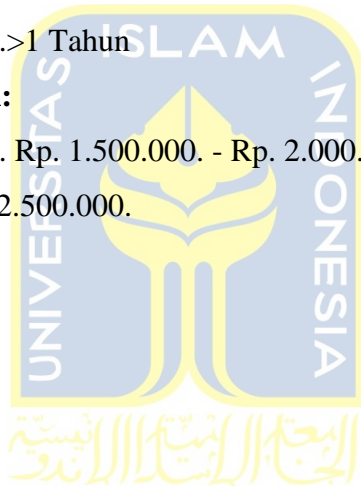 .>1 Tahun
:
. Rp. 1.500.000. - Rp. 2.000.
2.500.000.
UNIVERSITAS
ISLAM
INDONESIA